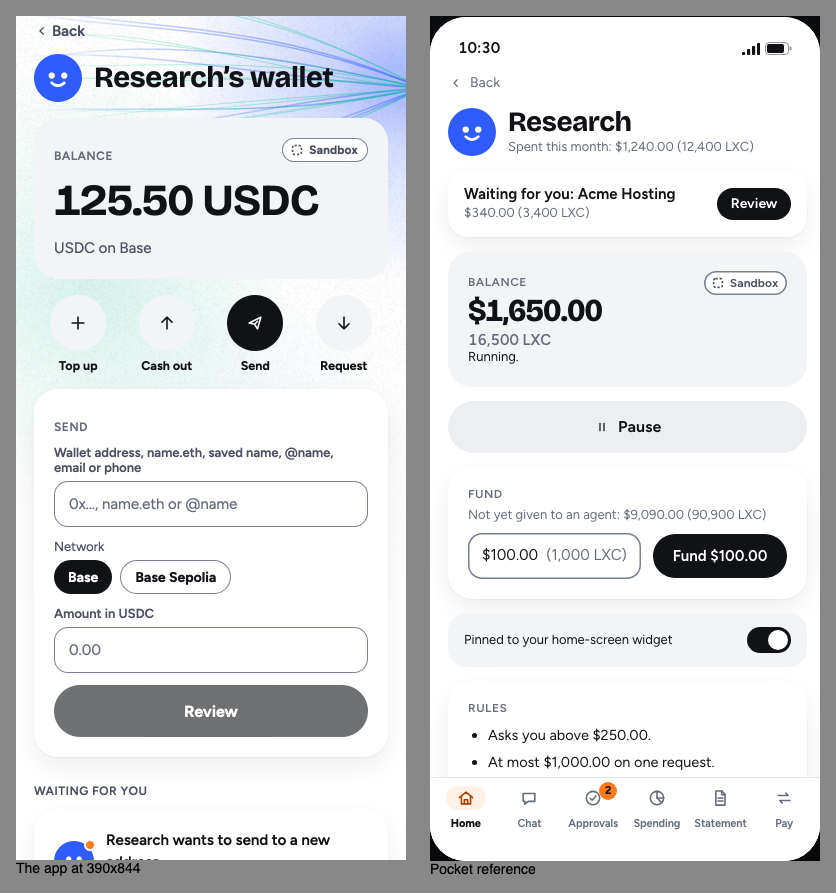 Back
Research's wallet
BALANCE
Sandbox
125.50 USDC
USDC on Base
Top up
Cash out
Send
Request
SEND
Wallet address, name.eth, saved name, @name,
email or phone
0x..., name.eth or @name
Network
Base
Base Sepolia
Amount in USDC
0.00
Review
WAITING FOR YOU
Research wants to send to a new
The app at 390x844
10:30
Back
Research
Spent this month: $1,240.00 (12,400 LXC)
Waiting for you: Acme Hosting
$340.00 (3,400 LXC)
Review
BALANCE
Sandbox
$1,650.00
16,500 LXC
Running.
Pause
FUND
Not yet given to an agent: $9,090.00 (90,900 LXC)
$100.00 (1,000 LXC)
Fund $100.00
Pinned to your home-screen widget
RULES
• Asks you above $250.00.
• At most $1,000.00 on one request.
2
Home
Chat
Approvals
Spending
Statement
Pay
Pocket reference